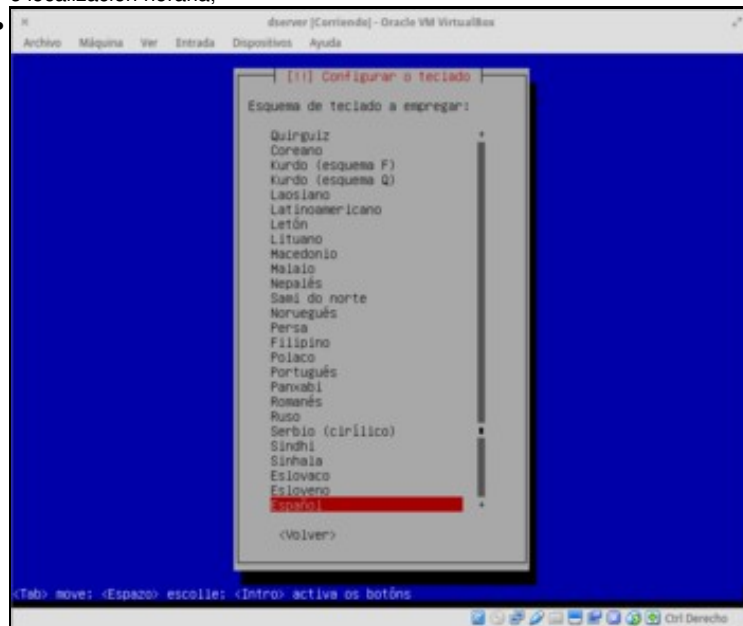 dserver [Corriendo] - Oracle VM VirtualBox
Archivo Máquina Ver Entrada Dispositivos Ayuda
[!!] Configurar o teclado
Esquema de teclado a empregar:
Quirguiz
Coreano
Kurdo (esquema F)
Kurdo (esquema Q)
Laosiano
Latinoamericano
Letón
Lituano
Macedonio
Malaio
Nepalés
Sami do norte
Noruegués
Persa
Filipino
Polaco
Portugués
Panxabi
Romanés
Ruso
Serbio (cirílico)
Sindhi
Sinhala
Eslovaco
Esloveno
Español
<Volver>
<Tab> move; <Espazo> escolle; <Intro> activa os botóns
Ctrl Derecho